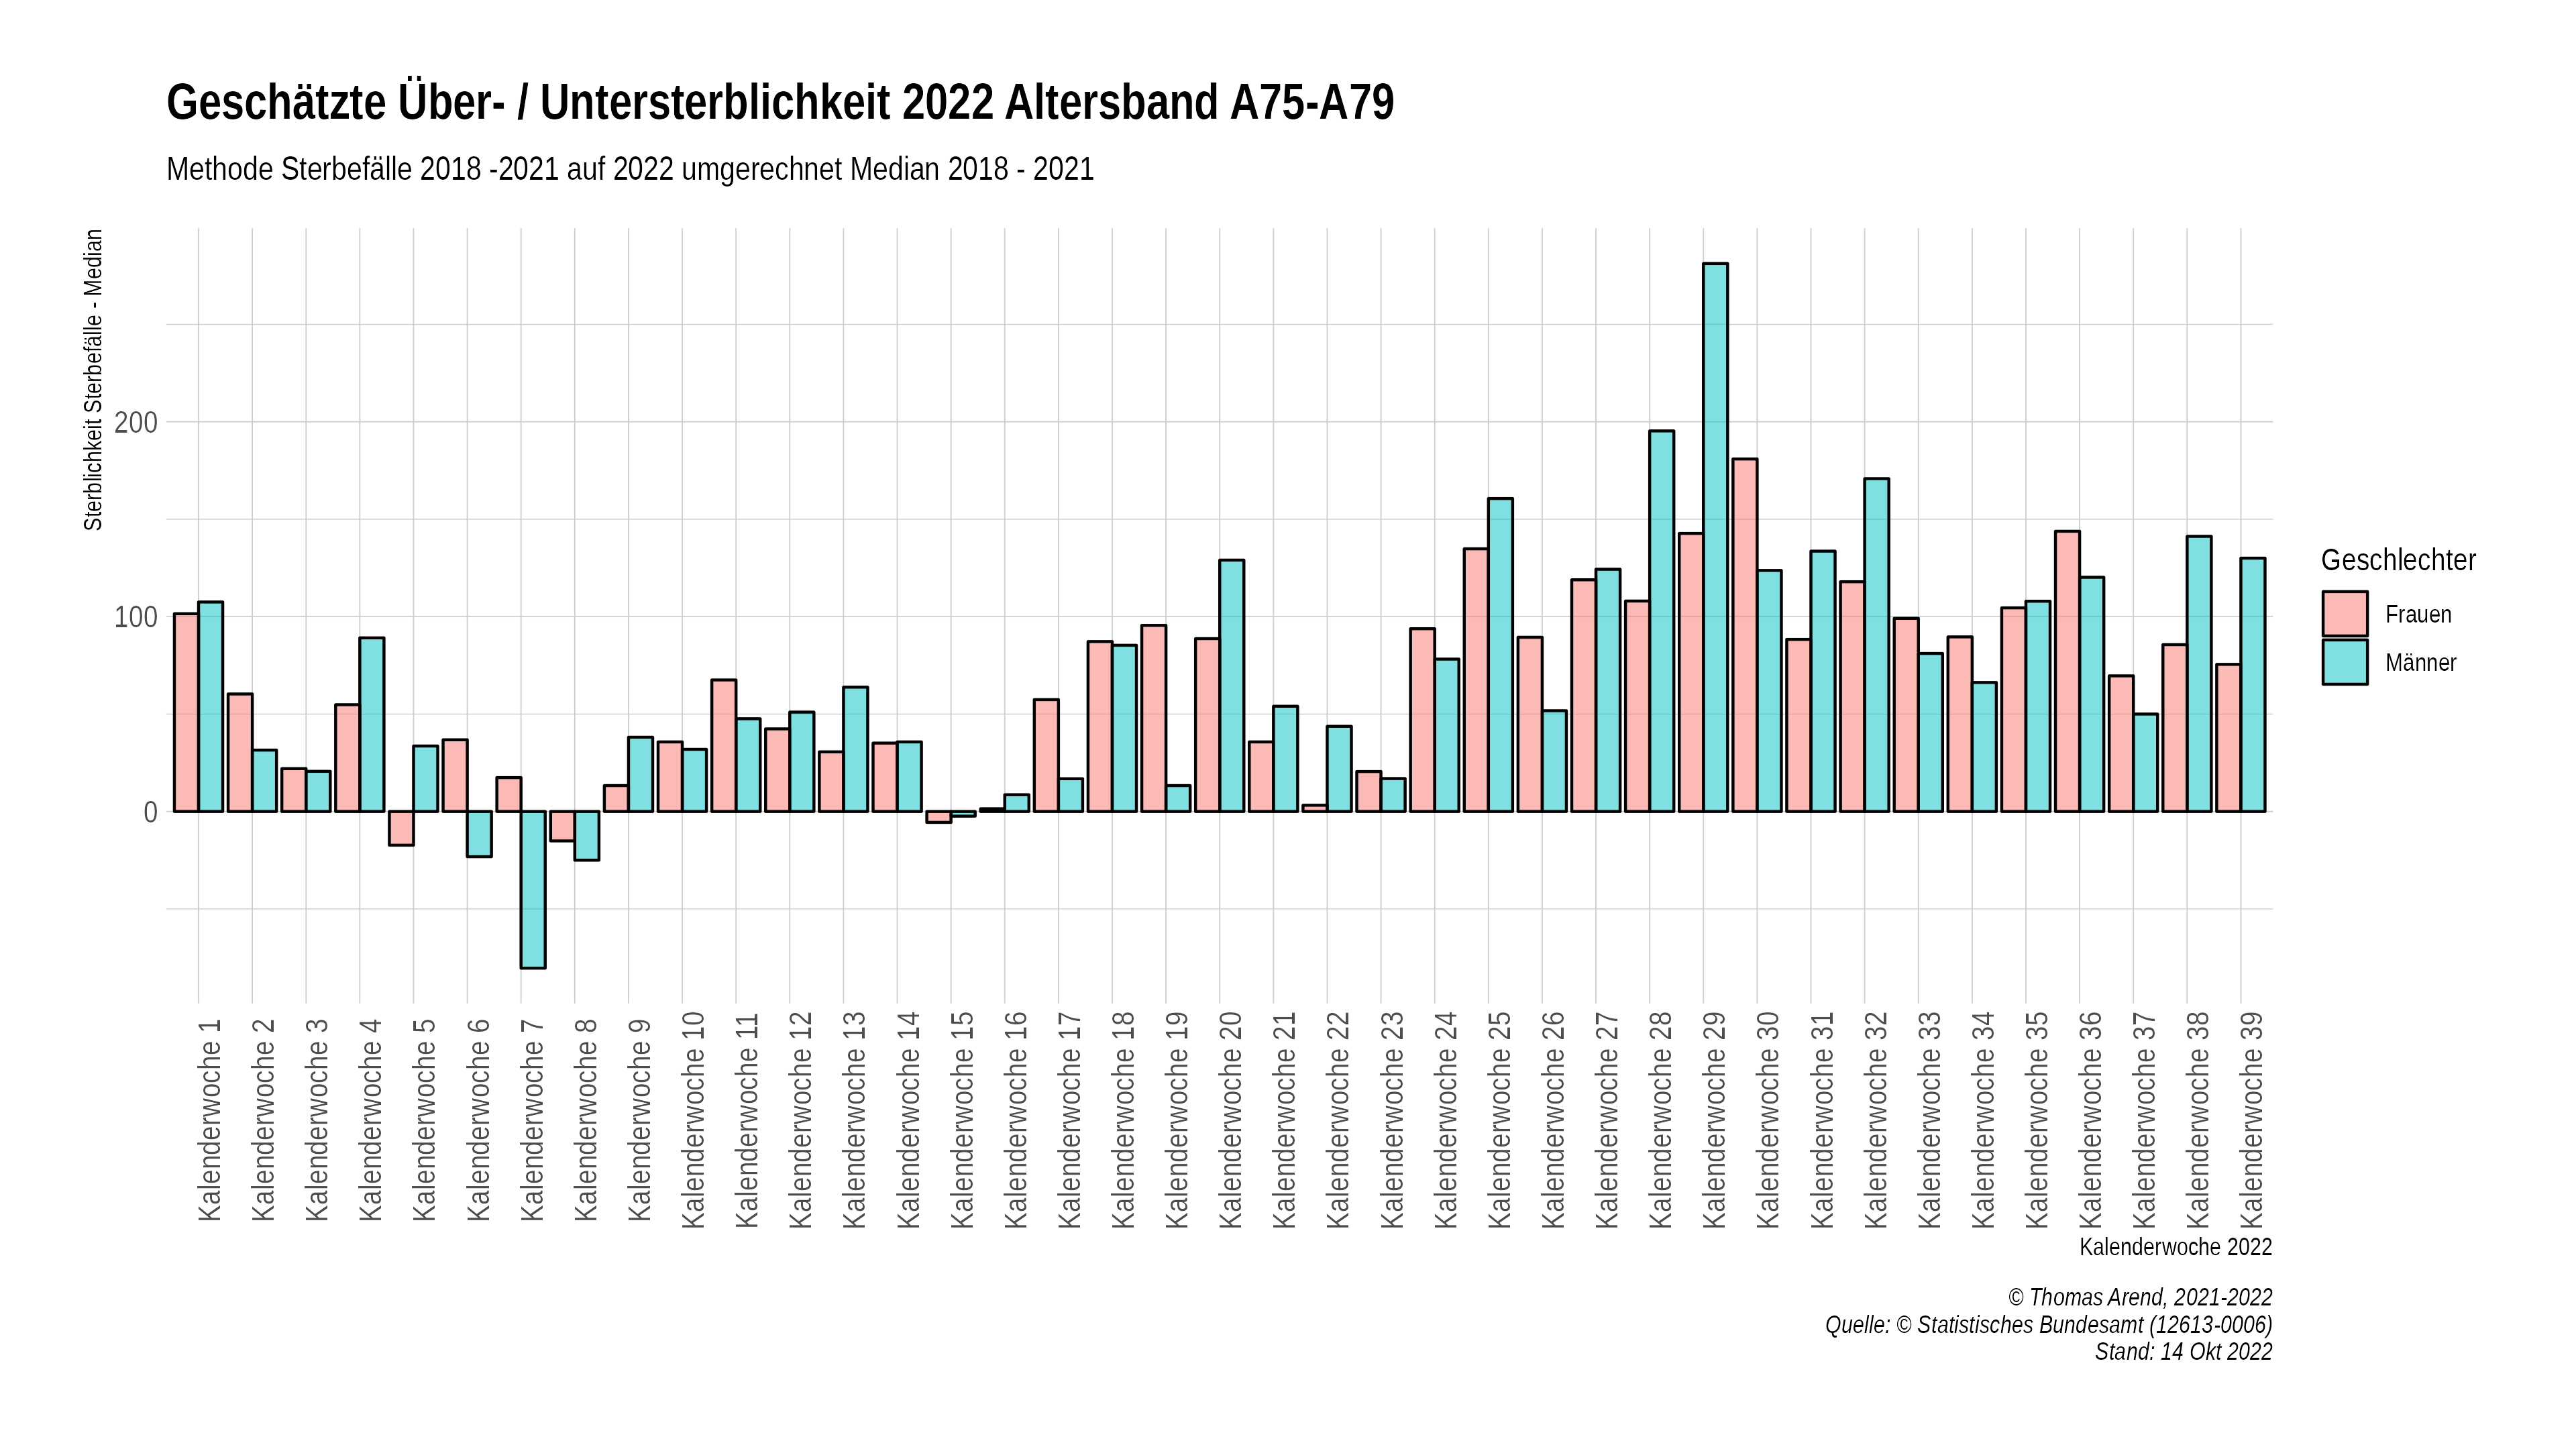 Geschätzte Über- / Untersterblichkeit 2022 Altersband A75-A79
Methode Sterbefälle 2018 -2021 auf 2022 umgerechnet Median 2018 - 2021
Sterblichkeit Sterbefälle - Median
200
100
0
Geschlechter
Frauen
Männer
Kalenderwoche 1
Kalenderwoche 2
Kalenderwoche 3
Kalenderwoche 4
Kalenderwoche 5
Kalenderwoche 6
Kalenderwoche 7
Kalenderwoche 8
Kalenderwoche 9
Kalenderwoche 10
Kalenderwoche 11
Kalenderwoche 12
Kalenderwoche 13
Kalenderwoche 14
Kalenderwoche 15
Kalenderwoche 16
Kalenderwoche 17
Kalenderwoche 18
Kalenderwoche 19
Kalenderwoche 20
Kalenderwoche 21
Kalenderwoche 22
Kalenderwoche 23
Kalenderwoche 24
Kalenderwoche 25
Kalenderwoche 26
Kalenderwoche 27
Kalenderwoche 28
Kalenderwoche 29
Kalenderwoche 30
Kalenderwoche 31
Kalenderwoche 32
Kalenderwoche 33
Kalenderwoche 34
Kalenderwoche 35
Kalenderwoche 36
Kalenderwoche 37
Kalenderwoche 38
Kalenderwoche 39
Kalenderwoche 2022
© Thomas Arend, 2021-2022
Quelle: © Statistisches Bundesamt (12613-0006)
Stand: 14 Okt 2022